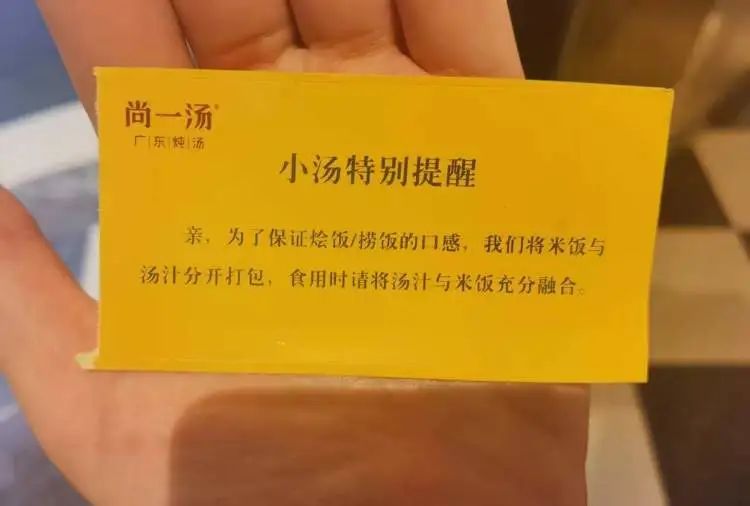 尚一汤®
广|东|炖|汤
小汤特别提醒
亲，为了保证烩饭/捞饭的口感，我们将米饭与
汤汁分开打包，食用时请将汤汁与米饭充分融合。